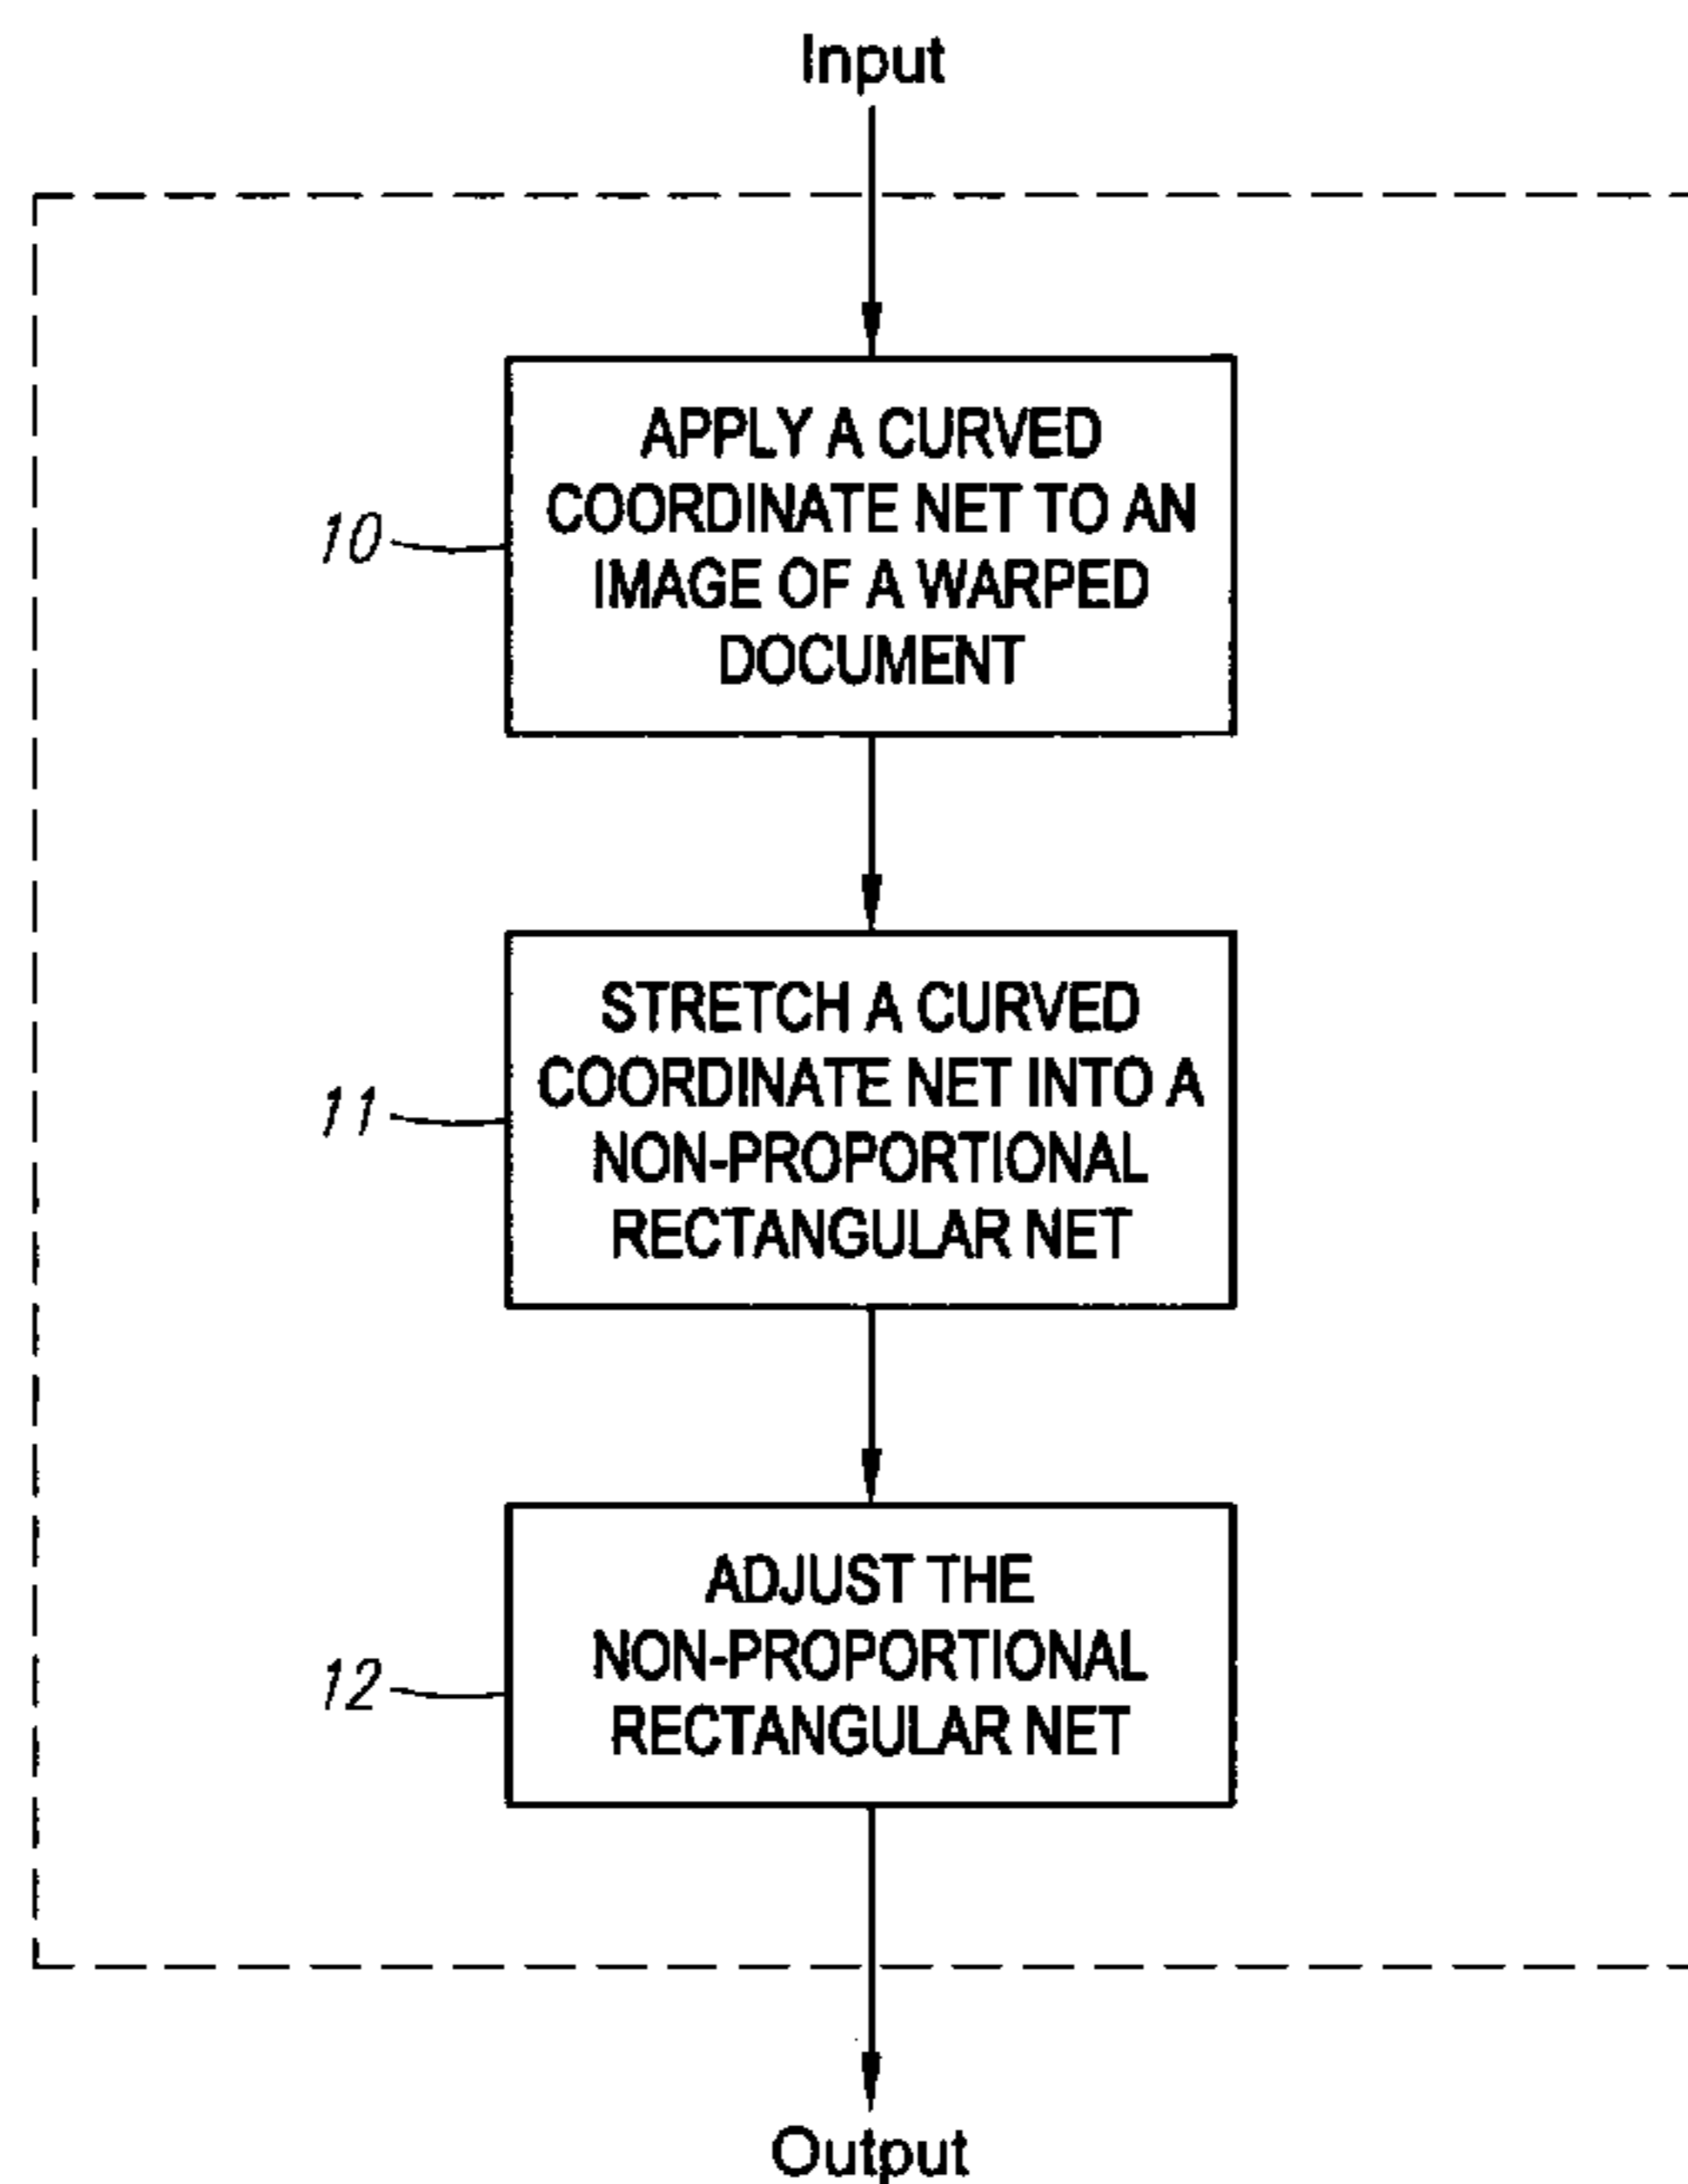 Input
APPLY A CURVED
COORDINATE NET TO AN
IMAGE OF A WARPED
DOCUMENT
10
STRETCH A CURVED
COORDINATE NET INTO A
NON-PROPORTIONAL
RECTANGULAR NET
11
ADJUST THE
NON-PROPORTIONAL
RECTANGULAR NET
12
Output